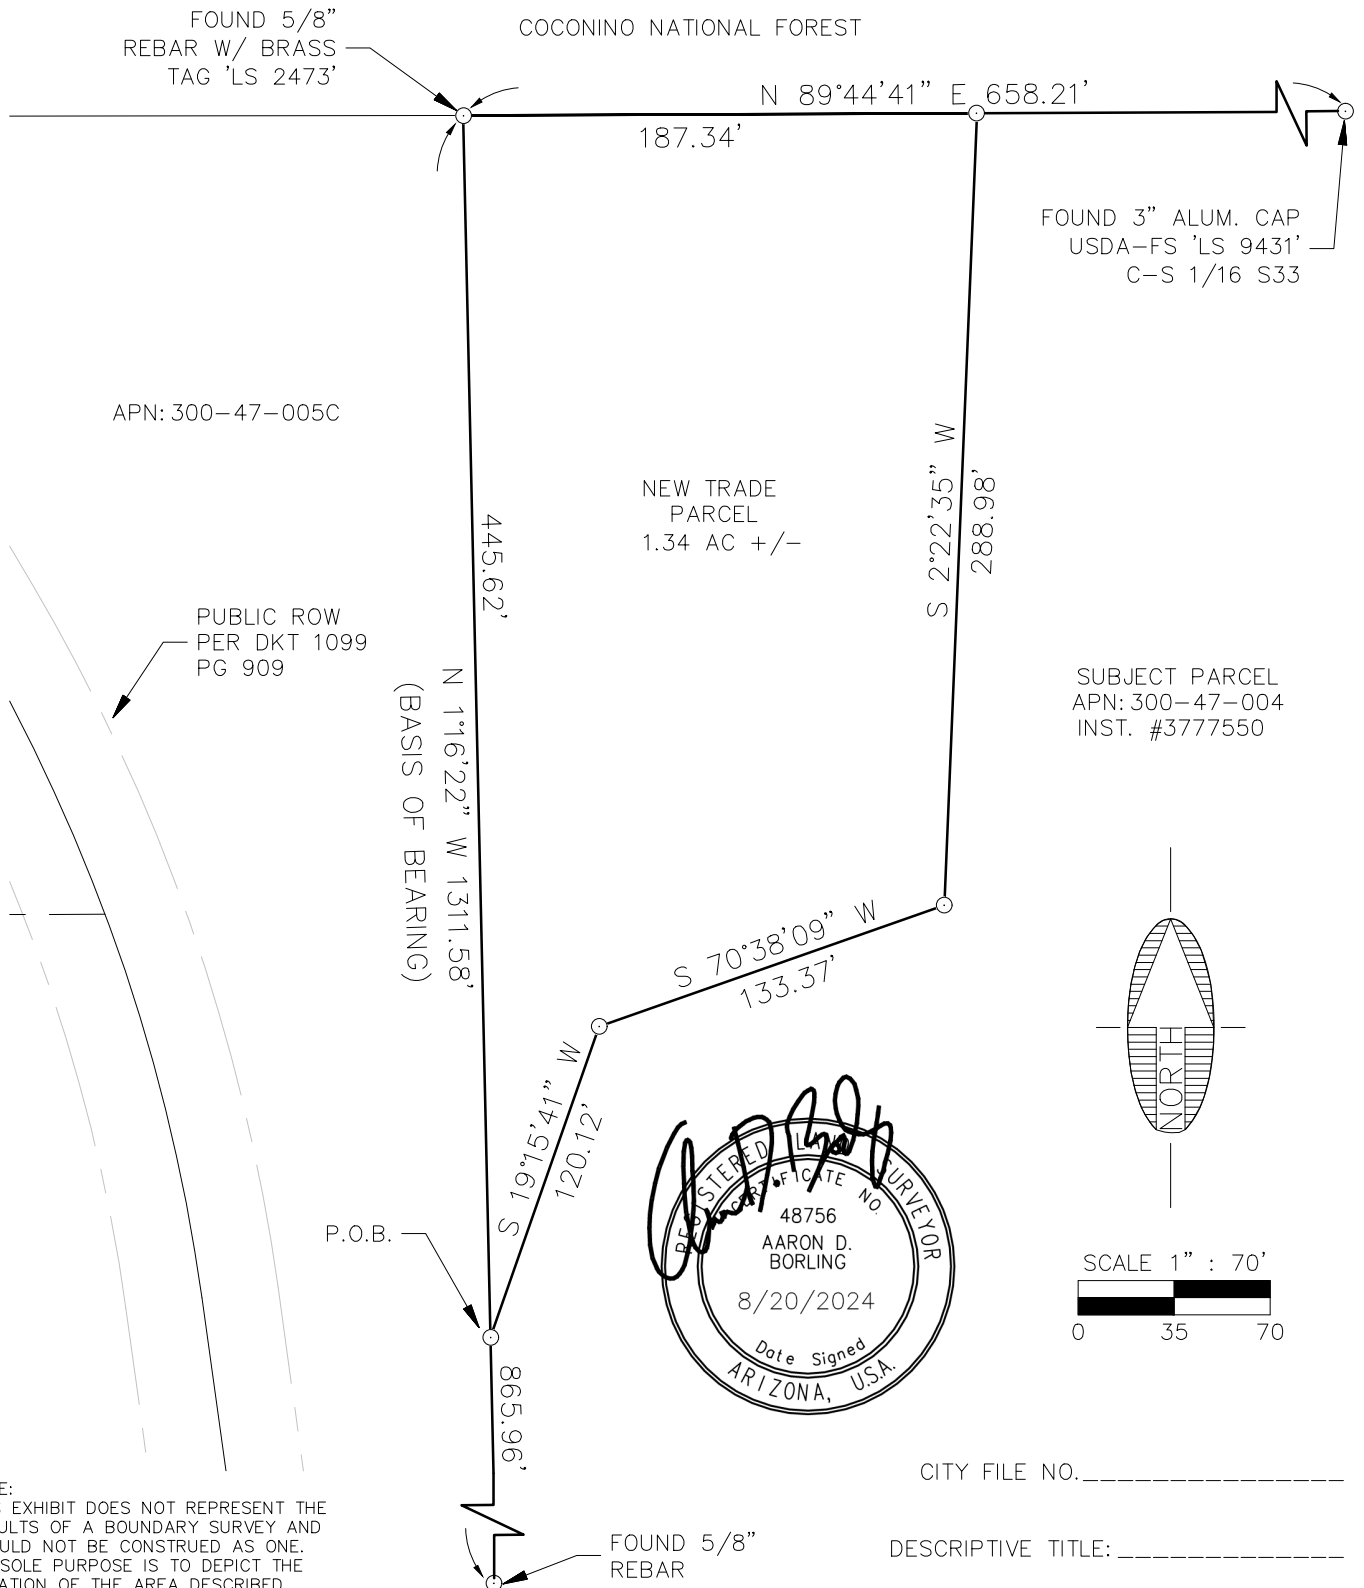 FOUND 5/8"
REBAR W/ BRASS
TAG 'LS 2473'
COCONINO NATIONAL FOREST
N 89°44'41" E 658.21'
187.34'
FOUND 3" ALUM. CAP
USDA-FS 'LS 9431'
C-S 1/16 S33
APN: 300-47-005C
NEW TRADE
PARCEL
1.34 AC +/-
S 2°22'35" W
288.98'
445.62'
PUBLIC ROW
PER DKT 1099
PG 909
N 1°16'22" W 1311.58'
(BASIS OF BEARING)
SUBJECT PARCEL
APN: 300-47-004
INST. #3777550
S 70°38'09" W
133.37'
S 19°15'41" W
120.12'
NORTH
P.O.B.
REGISTERED LAND SURVEYOR
CERTIFICATE NO.
48756
AARON D.
BORLING
8/20/2024
Date Signed
ARIZONA, U.S.A.
SCALE 1" : 70'
0 35 70
865.96'
CITY FILE NO.______________
DESCRIPTIVE TITLE: _____________
FOUND 5/8"
REBAR
E:
EXHIBIT DOES NOT REPRESENT THE
ULTS OF A BOUNDARY SURVEY AND
ULD NOT BE CONSTRUED AS ONE.
SOLE PURPOSE IS TO DEPICT THE
ATION OF THE AREA DESCRIBED